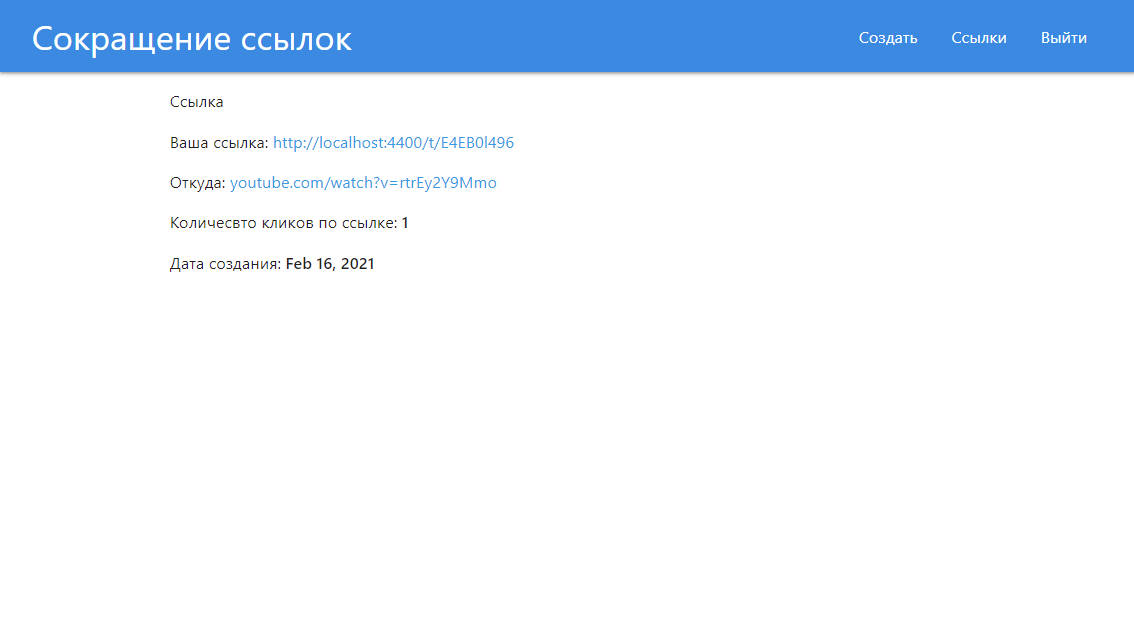 Сокращение ссылок
Создать Ссылки Выйти
Ссылка
Ваша ссылка: http://localhost:4400/t/E4EB0l496
Откуда: youtube.com/watch?v=rtrEy2Y9Mmo
Количесвто кликов по ссылке: 1
Дата создания: Feb 16, 2021